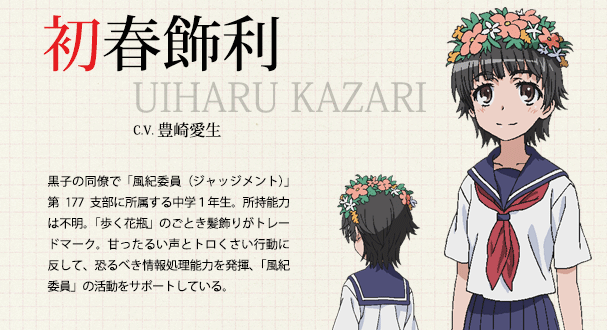 初春飾利
UIHARU KAZARI
C.V. 豊崎愛生
黒子の同僚で「風紀委員（ジャッジメント）」
第 177 支部に所属する中学１年生。所持能力
は不明。「歩く花瓶」のごとき髪飾りがトレー
ドマーク。甘ったるい声とトロくさい行動に
反して、恐るべき情報処理能力を発揮、「風紀
委員」の活動をサポートしている。